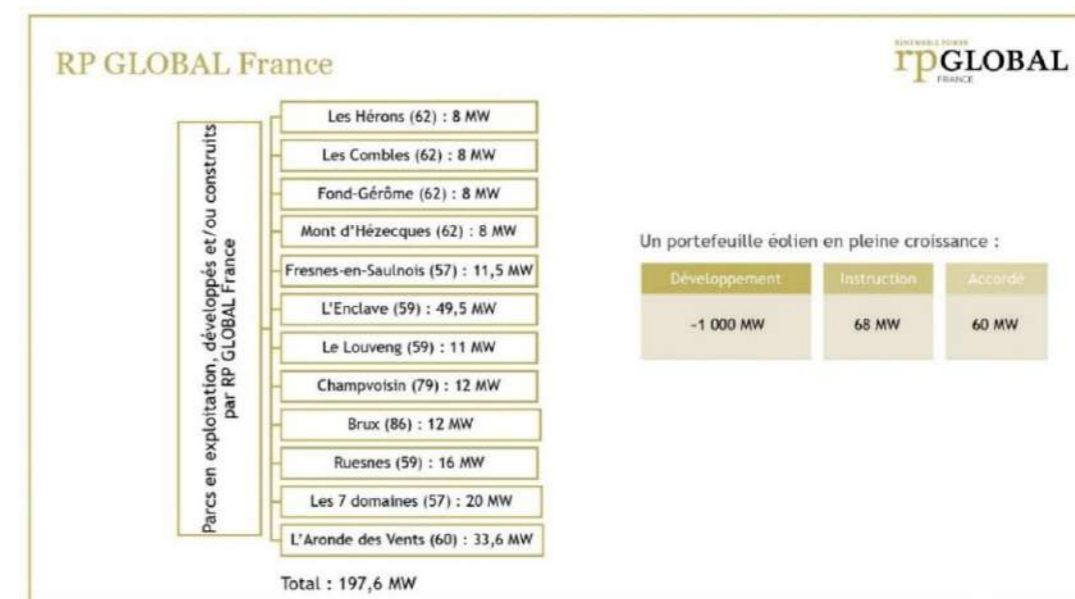 RP GLOBAL France
RENEWABLE POWER
rpGLOBAL
FRANCE
Parcs en exploitation, développés et/ou construits
par RP GLOBAL France
Les Hérons (62) : 8 MW
Les Combles (62) : 8 MW
Fond-Gérôme (62) : 8 MW
Mont d'Hézecques (62) : 8 MW
Fresnes-en-Saulnois (57) : 11,5 MW
L'Enclave (59) : 49,5 MW
Le Louveng (59) : 11 MW
Champvoisin (79) : 12 MW
Brux (86) : 12 MW
Ruesnes (59) : 16 MW
Les 7 domaines (57) : 20 MW
L'Aronde des Vents (60) : 33,6 MW
Total : 197,6 MW
Un portefeuille éolien en pleine croissance :
Développement Instruction Accordé
~1 000 MW 68 MW 60 MW